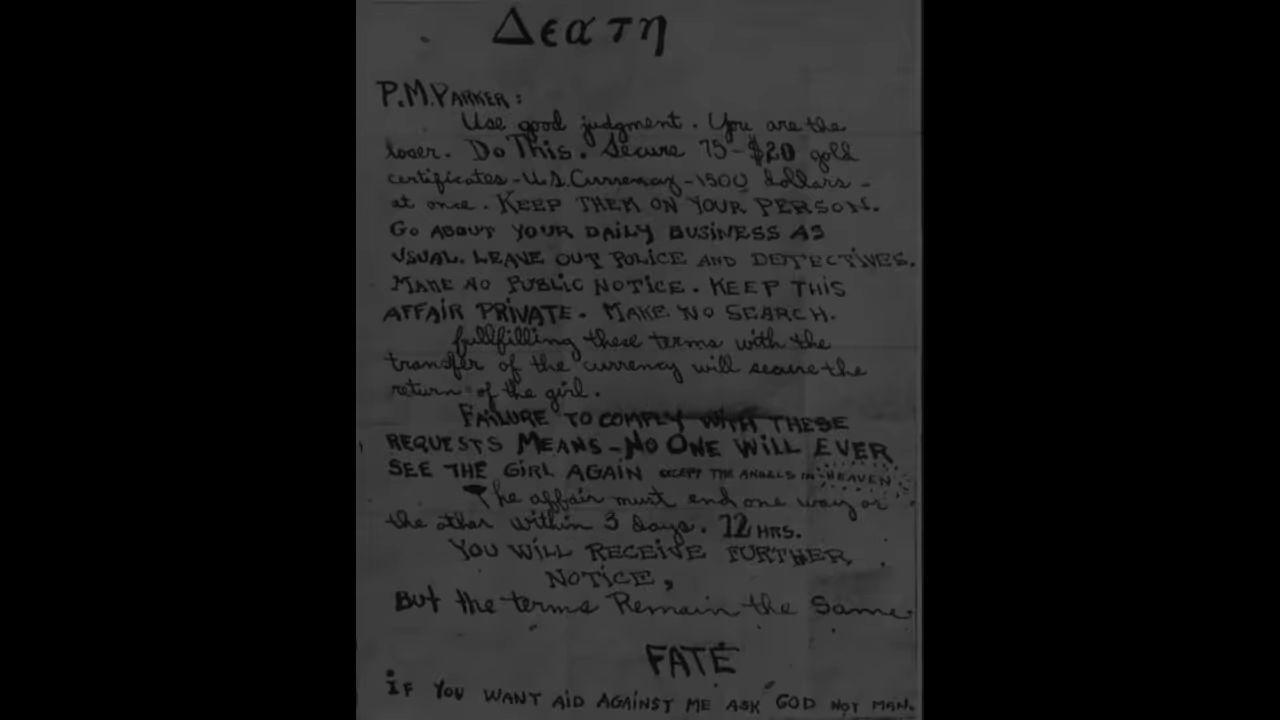 Δεατη
P.M.PARKER:
Use good judgment. You are the
loser. Do This. Secure 75-$20 gold
certificates-U.S.Currency-1500 dollars-
at once. KEEP THEM ON YOUR PERSON.
GO ABOUT YOUR DAILY BUSINESS AS
USUAL. LEAVE OUT POLICE AND DETECTIVES.
MAKE NO PUBLIC NOTICE. KEEP THIS
AFFAIR PRIVATE. MAKE NO SEARCH.
fullfilling these terms with the
transfer of the currency will secure the
return of the girl.
FAILURE TO COMPLY WITH THESE
REQUESTS MEANS-NO ONE WILL EVER
SEE THE GIRL AGAIN EXCEPT THE ANGELS IN HEAVEN
The affair must end one way or
the other within 3 days. 72 HRS.
YOU WILL RECEIVE FURTHER
NOTICE,
But the terms Remain the Same.
FATE
IF YOU WANT AID AGAINST ME ASK GOD NOT MAN.